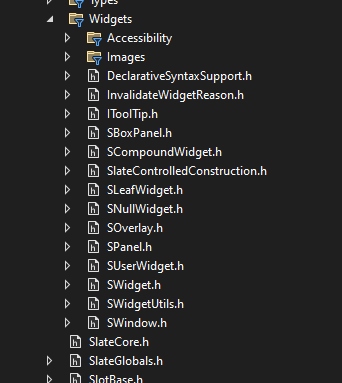 Types
Widgets
Accessibility
Images
DeclarativeSyntaxSupport.h
InvalidateWidgetReason.h
IToolTip.h
SBoxPanel.h
SCompoundWidget.h
SlateControlledConstruction.h
SLeafWidget.h
SNullWidget.h
SOverlay.h
SPanel.h
SUserWidget.h
SWidget.h
SWidgetUtils.h
SWindow.h
SlateCore.h
SlateGlobals.h
SlotBase.h